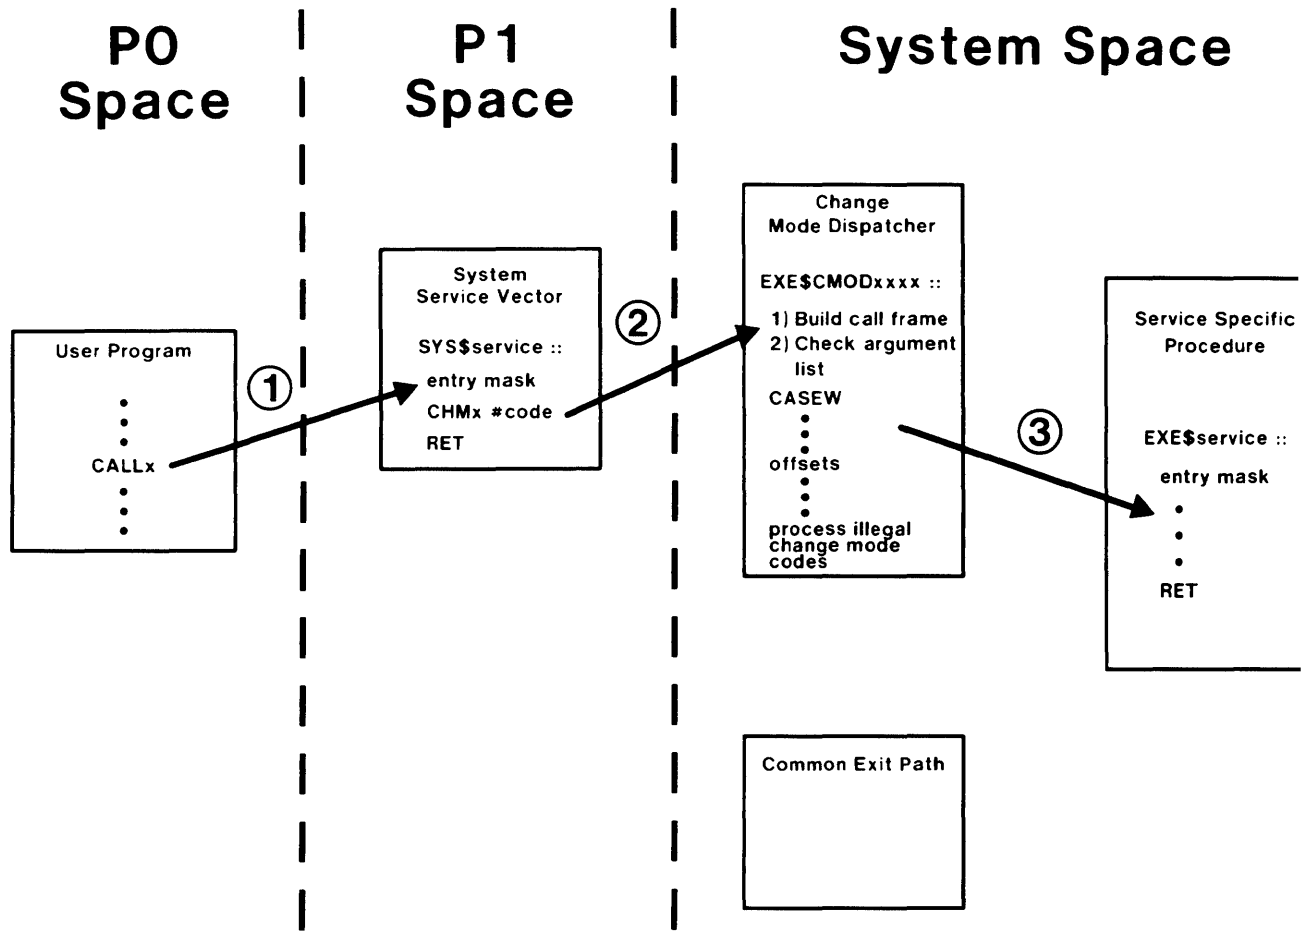 P0
Space
P1
Space
System Space
User Program
CALLx
1
System
Service Vector
SYS$service ::
entry mask
CHMx #code
RET
2
Change
Mode Dispatcher
EXE$CMODxxxx ::
1) Build call frame
2) Check argument
list
CASEW
offsets
process illegal
change mode
codes
3
Service Specific
Procedure
EXE$service ::
entry mask
RET
Common Exit Path